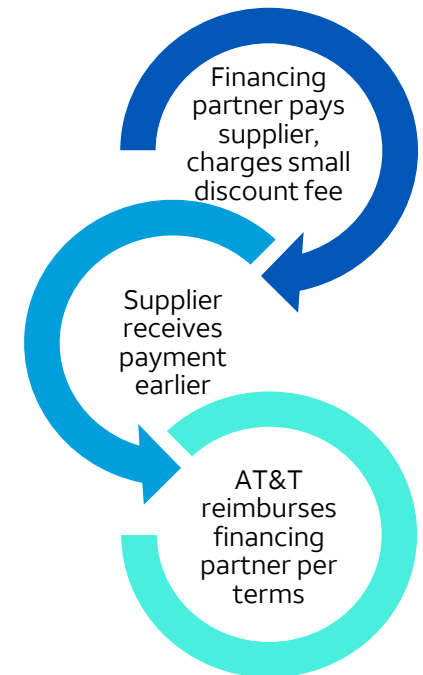 Financing
partner pays
supplier,
charges small
discount fee
Supplier
receives
payment
earlier
AT&T
reimburses
financing
partner per
terms